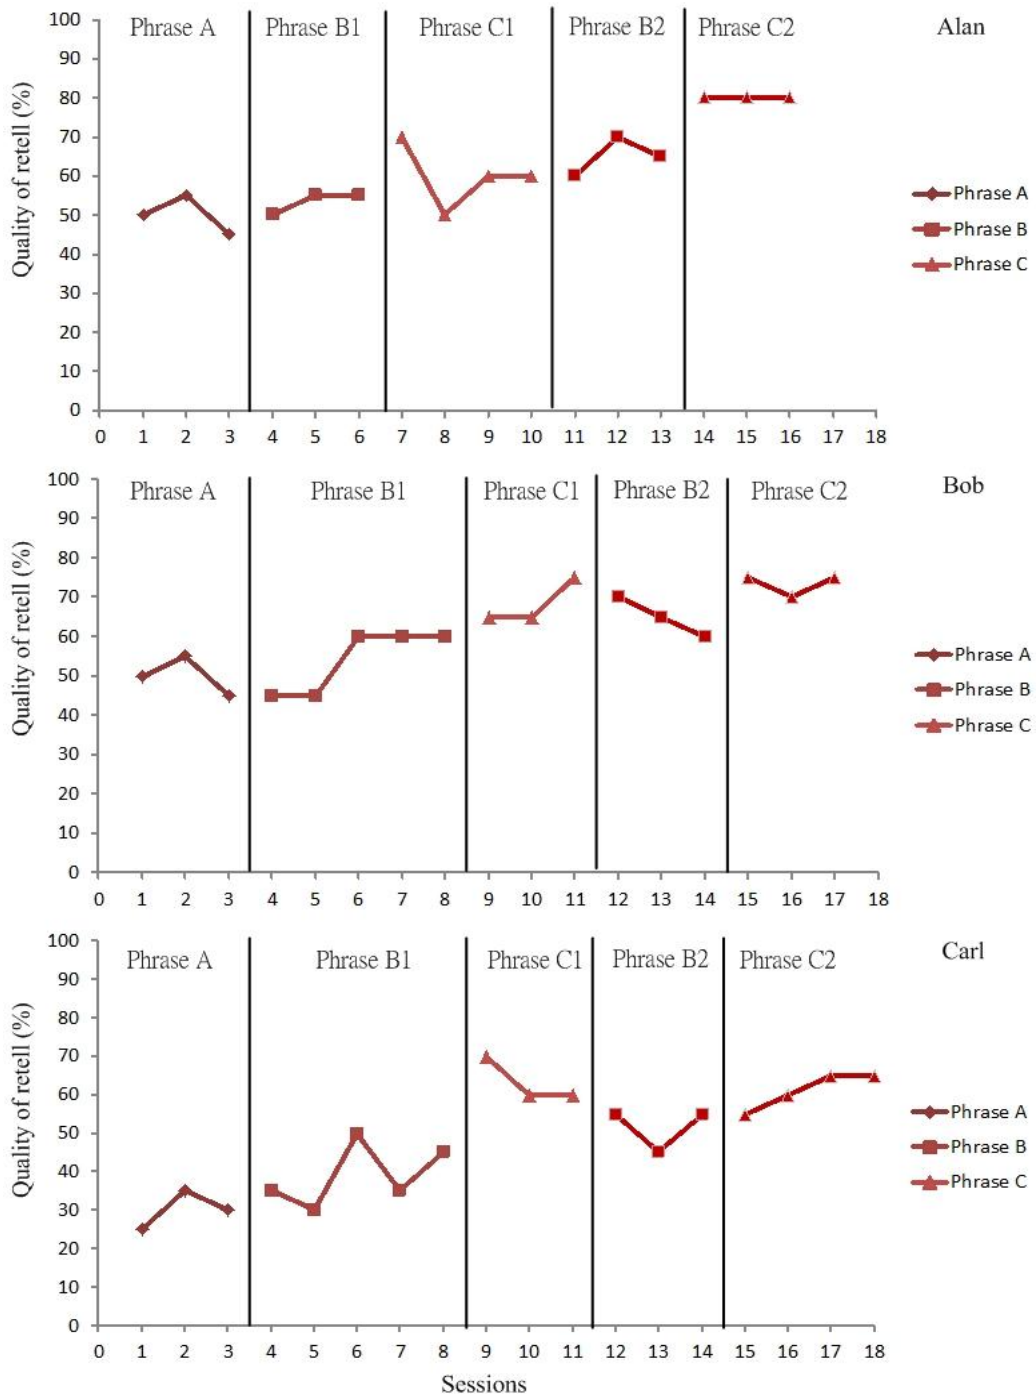 Phrase A Phrase B1 Phrase C1 Phrase B2 Phrase C2 Alan
Quality of retell (%)
100
90
80
70
60
50
40
30
20
10
0
0 1 2 3 4 5 6 7 8 9 10 11 12 13 14 15 16 17 18
Phrase A
Phrase B
Phrase C
Phrase A Phrase B1 Phrase C1 Phrase B2 Phrase C2 Bob
Quality of retell (%)
100
90
80
70
60
50
40
30
20
10
0
0 1 2 3 4 5 6 7 8 9 10 11 12 13 14 15 16 17 18
Phrase A
Phrase B
Phrase C
Phrase A Phrase B1 Phrase C1 Phrase B2 Phrase C2 Carl
Quality of retell (%)
100
90
80
70
60
50
40
30
20
10
0
0 1 2 3 4 5 6 7 8 9 10 11 12 13 14 15 16 17 18
Phrase A
Phrase B
Phrase C
Sessions